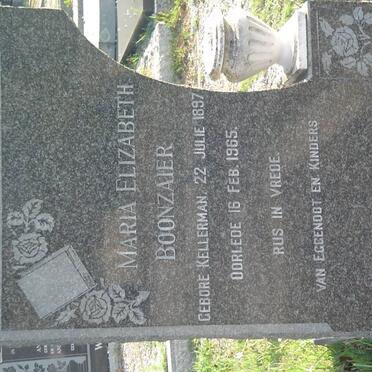 MARIA ELIZABETH
BOONZAIER
GEBORE KELLERMAN. 22 JULIE 1897
OORLEDE 16 FEB. 1965.
RUS IN VREDE
VAN EGGENOOT EN KINDERS